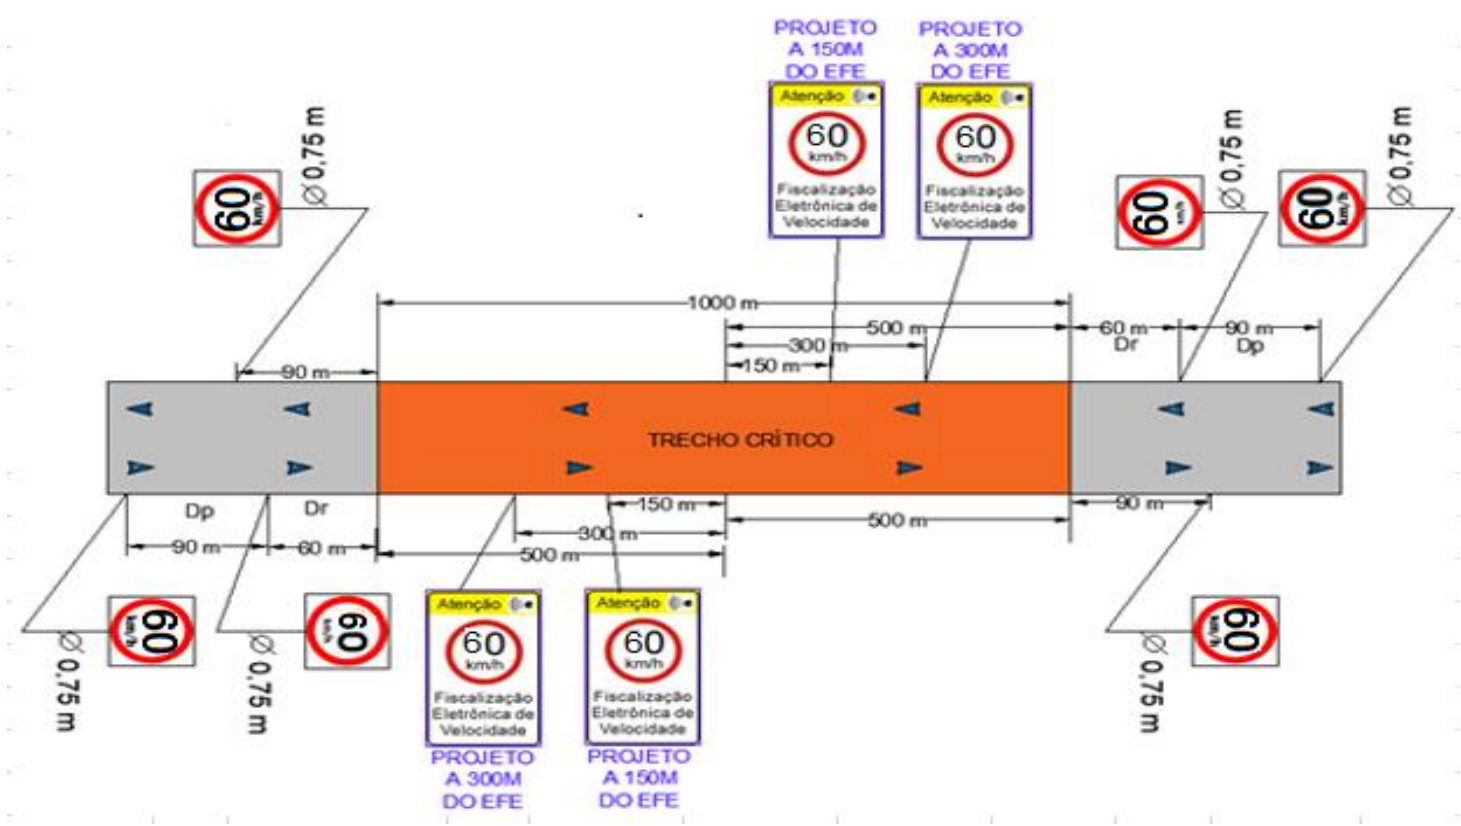 PROJETO
A 150M
DO EFE
PROJETO
A 300M
DO EFE
Atenção
60
km/h
Fiscalização
Eletrônica de
Velocidade
Atenção
60
km/h
Fiscalização
Eletrônica de
Velocidade
60
km/h
Ø 0,75 m
60
km/h
Ø 0,75 m
60
km/h
Ø 0,75 m
1000 m
500 m
60 m
90 m
300 m
Dr
Dp
150 m
90 m
TRECHO CRÍTICO
150 m
90 m
Dp
Dr
500 m
300 m
90 m
60 m
500 m
60
km/h
Ø 0,75 m
60
km/h
Ø 0,75 m
60
km/h
Ø 0,75 m
Atenção
60
km/h
Fiscalização
Eletrônica de
Velocidade
PROJETO
A 300M
DO EFE
Atenção
60
km/h
Fiscalização
Eletrônica de
Velocidade
PROJETO
A 150M
DO EFE